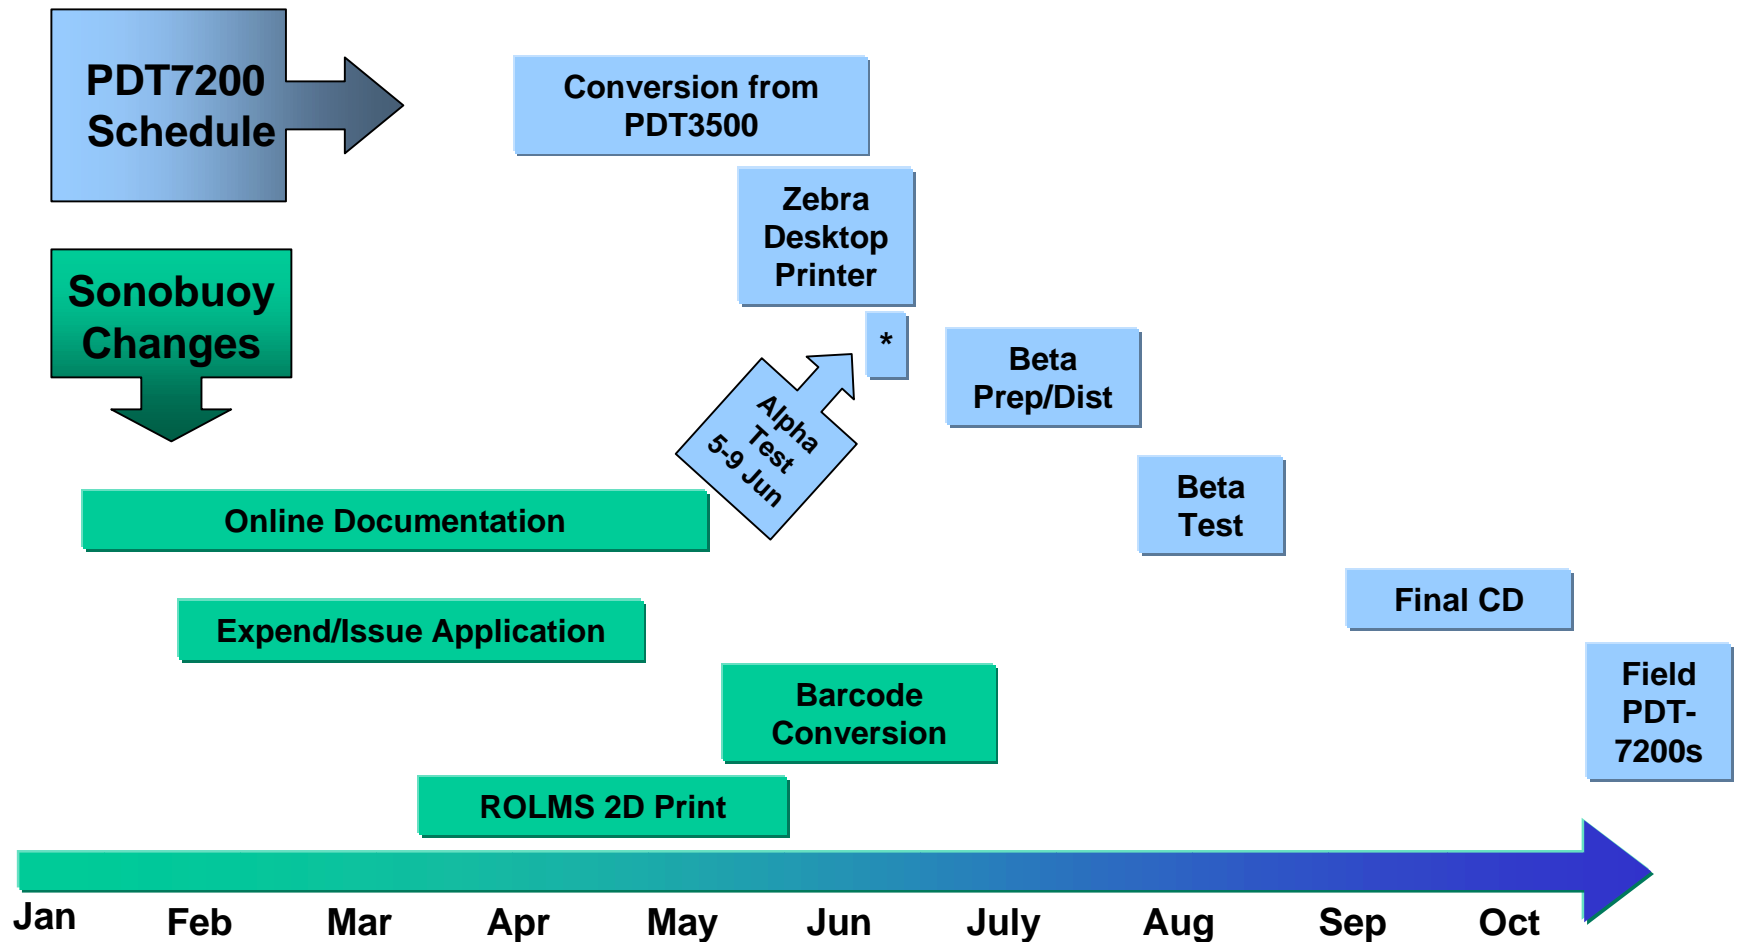 PDT7200
Schedule
Conversion from
PDT3500
Zebra
Desktop
Printer
Sonobuoy
Changes
*
Beta
Prep/Dist
Alpha
Test
5-9 Jun
Beta
Test
Online Documentation
Final CD
Expend/Issue Application
Field
PDT-
7200s
Barcode
Conversion
ROLMS 2D Print
Jan Feb Mar Apr May Jun July Aug Sep Oct